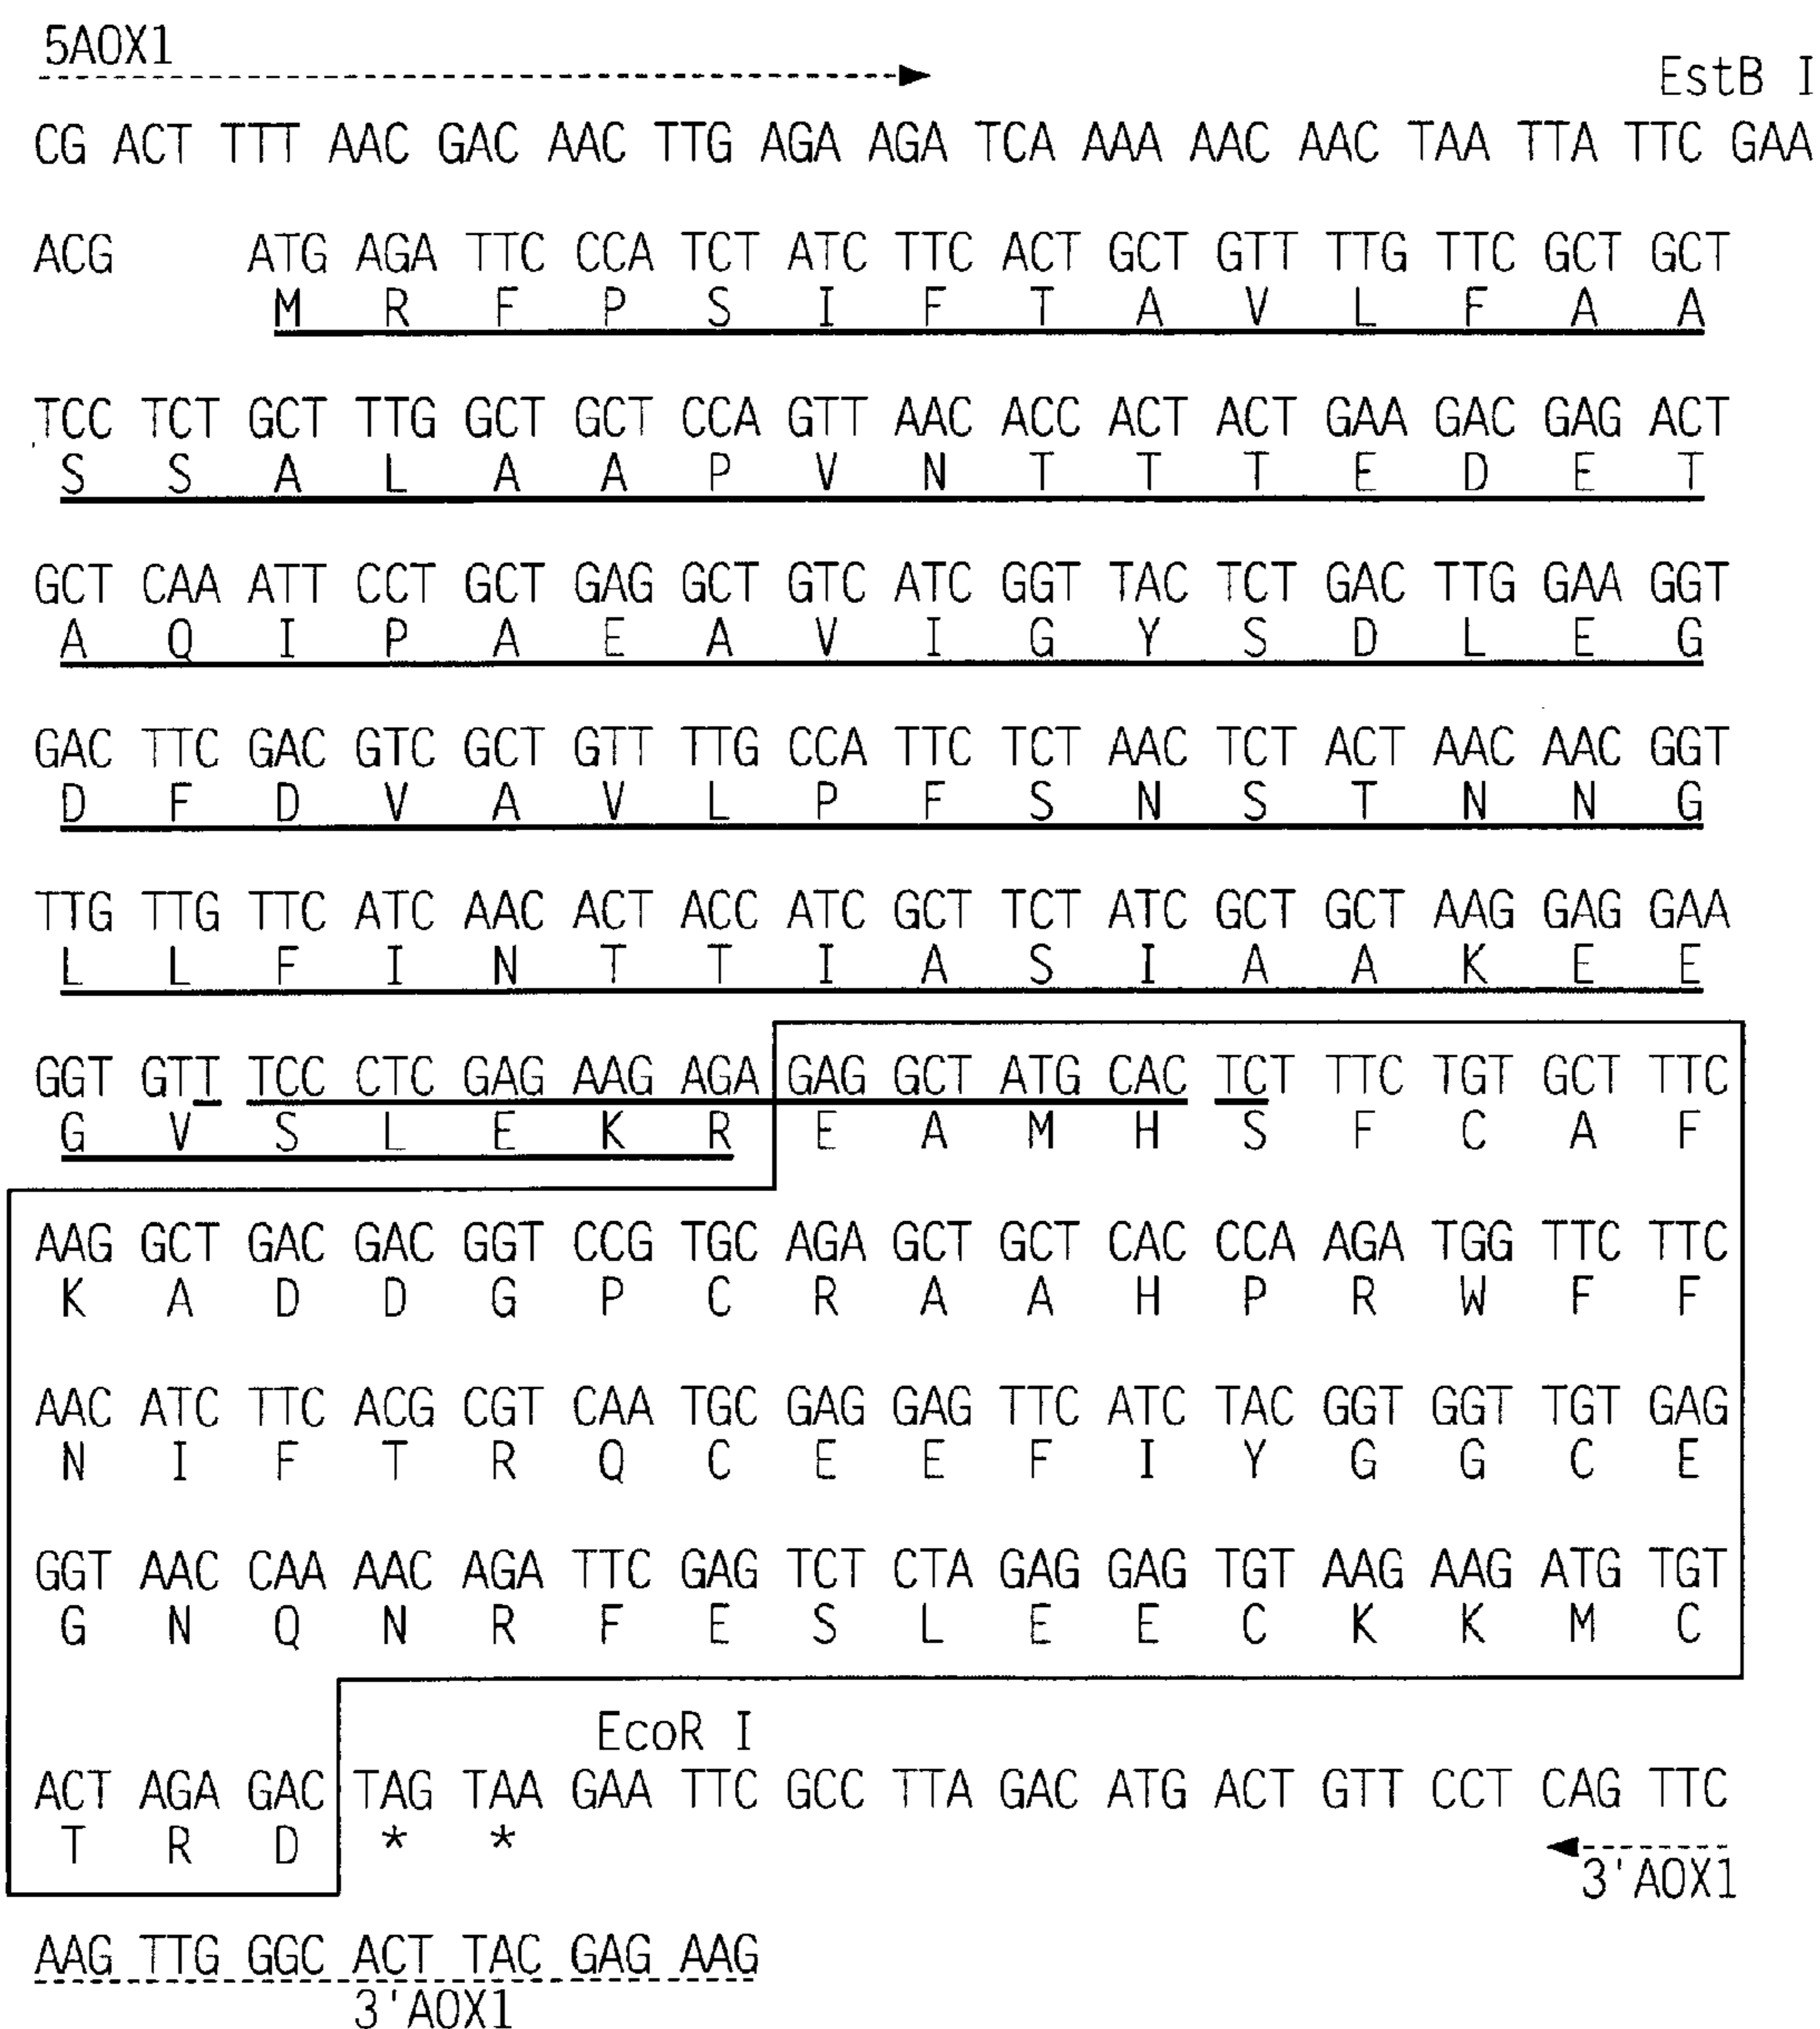 5AOX1
EstB I
CG ACT TTT AAC GAC AAC TTG AGA AGA TCA AAA AAC AAC TAA TTA TTC GAA
ACG ATG AGA TTC CCA TCT ATC TTC ACT GCT GTT TTG TTC GCT GCT
M R F P S I F T A V L F A A
TCC TCT GCT TTG GCT GCT CCA GTT AAC ACC ACT ACT GAA GAC GAG ACT
S S A L A A P V N T T T E D E T
GCT CAA ATT CCT GCT GAG GCT GTC ATC GGT TAC TCT GAC TTG GAA GGT
A Q I P A E A V I G Y S D L E G
GAC TTC GAC GTC GCT GTT TTG CCA TTC TCT AAC TCT ACT AAC AAC GGT
D F D V A V L P F S N S T N N G
TTG TTG TTC ATC AAC ACT ACC ATC GCT TCT ATC GCT GCT AAG GAG GAA
L L F I N T T I A S I A A K E E
GGT GTT TCC CTC GAG AAG AGA GAG GCT ATG CAC TCT TTC TGT GCT TTC
G V S L E K R E A M H S F C A F
AAG GCT GAC GAC GGT CCG TGC AGA GCT GCT CAC CCA AGA TGG TTC TTC
K A D D G P C R A A H P R W F F
AAC ATC TTC ACG CGT CAA TGC GAG GAG TTC ATC TAC GGT GGT TGT GAG
N I F T R Q C E E F I Y G G C E
GGT AAC CAA AAC AGA TTC GAG TCT CTA GAG GAG TGT AAG AAG ATG TGT
G N Q N R F E S L E E C K K M C
EcoR I
ACT AGA GAC TAG TAA GAA TTC GCC TTA GAC ATG ACT GTT CCT CAG TTC
T R D * *
3'AOX1
AAG TTG GGC ACT TAC GAG AAG
3'AOX1